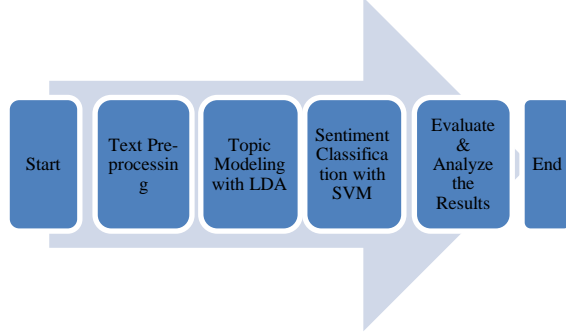 Start
Text Pre-
processin
g
Topic
Modeling
with LDA
Sentiment
Classifica
tion with
SVM
Evaluate
&
Analyze
the
Results
End